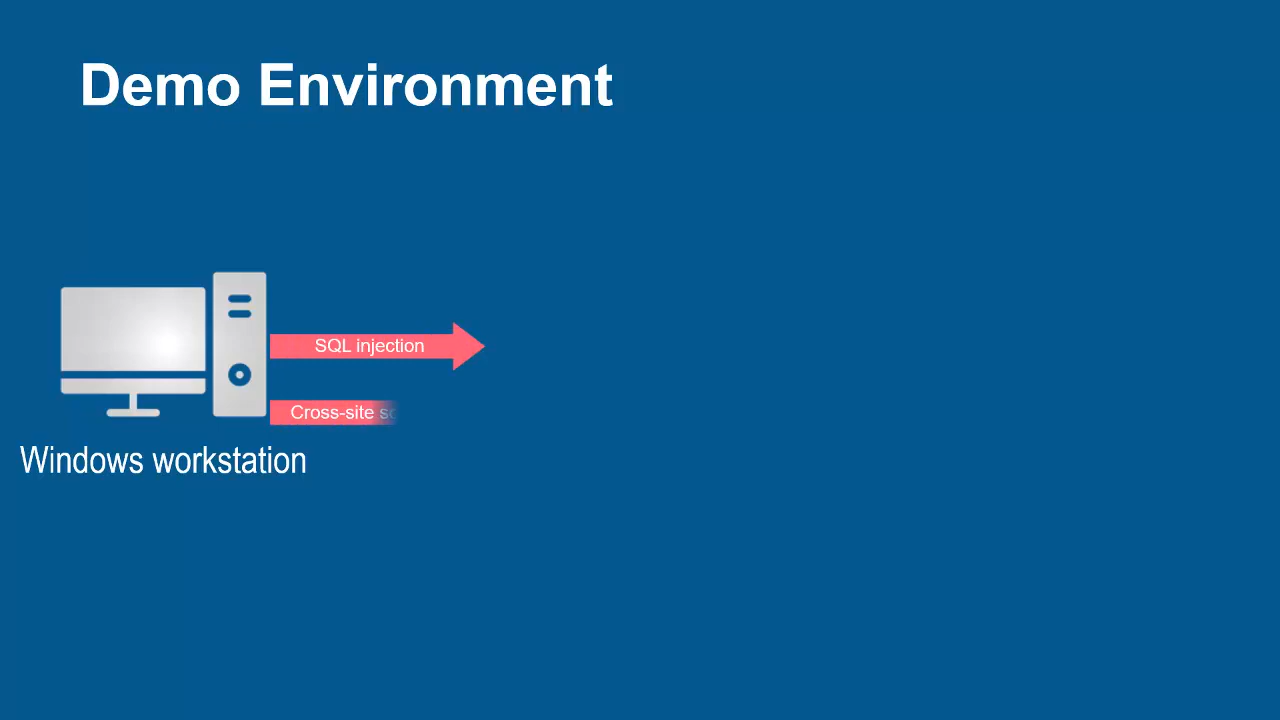 Demo Environment
SQL injection
Cross-site
Windows workstation